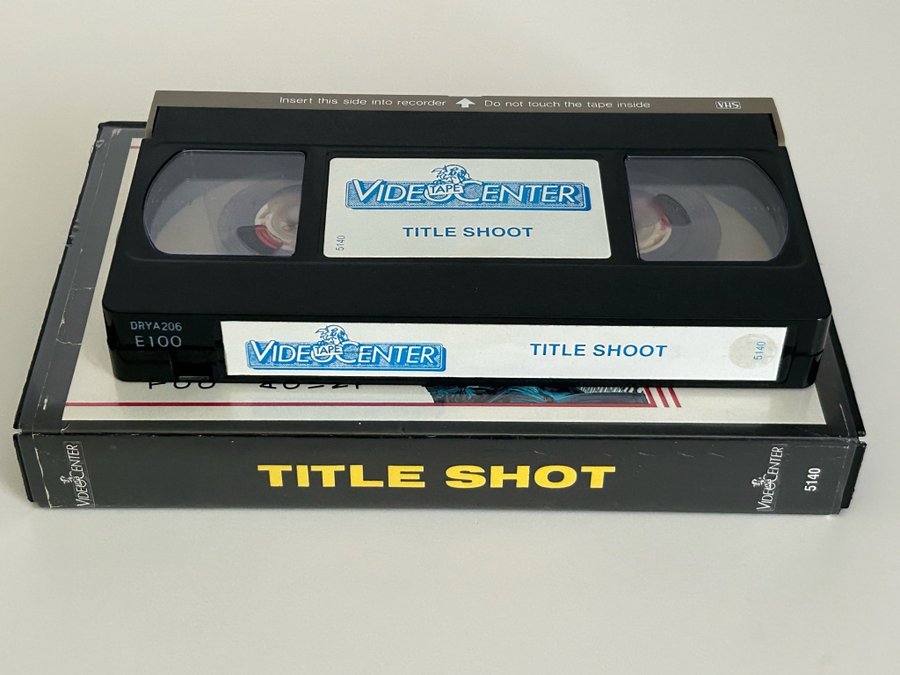 Insert this side into recorder Do not touch the tape inside VHS
VIDEO TAPE CENTER
TITLE SHOOT
5140
DRYA206
E100
VIDEO TAPE CENTER
TITLE SHOOT
5140
VIDEO CENTER
TITLE SHOT
VIDEO CENTER
5140